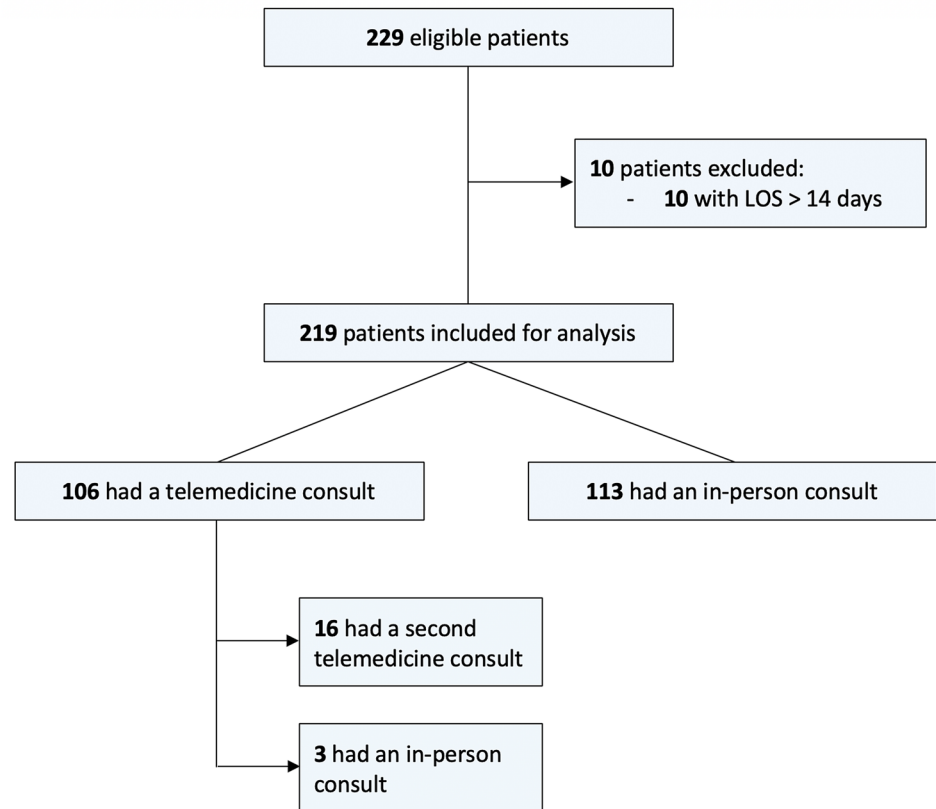 229 eligible patients
10 patients excluded:
- 10 with LOS > 14 days
219 patients included for analysis
106 had a telemedicine consult
113 had an in-person consult
16 had a second
telemedicine consult
3 had an in-person
consult